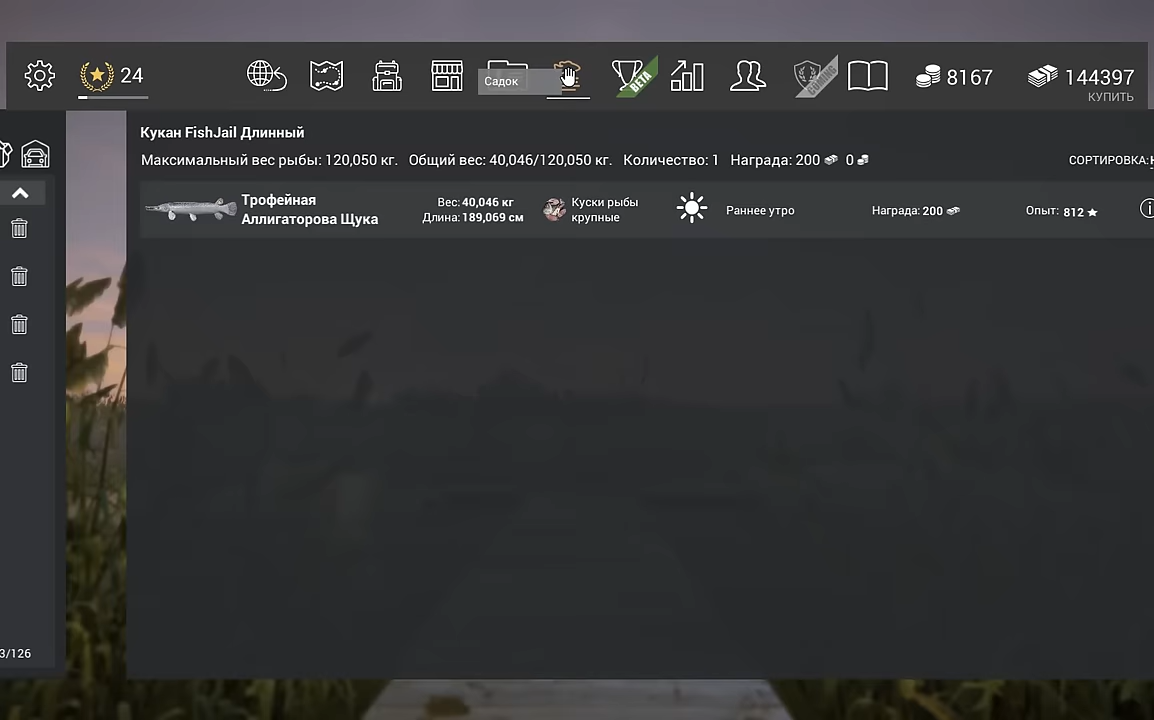 24
Садок
BETA
8167
144397
КУПИТЬ
Кукан FishJail Длинный
Максимальный вес рыбы: 120,050 кг. Общий вес: 40,046/120,050 кг. Количество: 1 Награда: 200 0
СОРТИРОВКА:
Трофейная
Аллигаторова Щука
Вес: 40,046 кг
Длина: 189,069 см
Куски рыбы
крупные
Раннее утро
Награда: 200
Опыт: 812
3/126